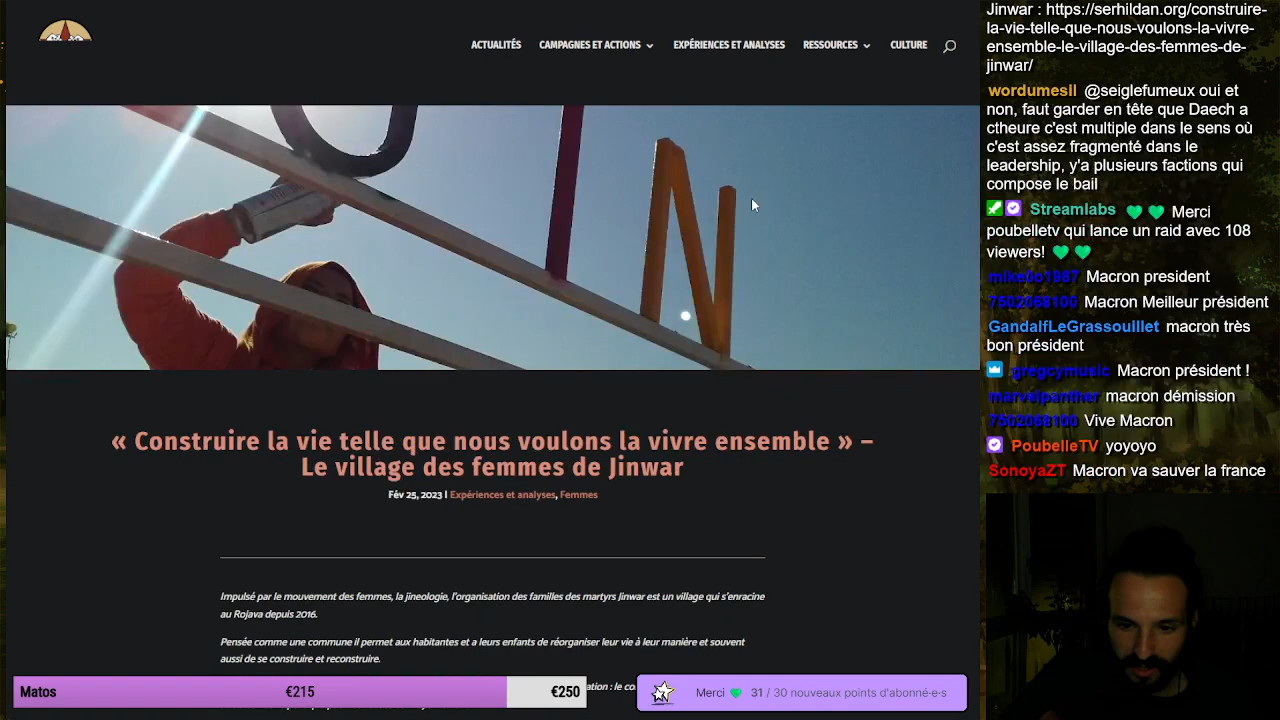 ACTUALITÉS CAMPAGNES ET ACTIONS EXPÉRIENCES ET ANALYSES RESSOURCES CULTURE
« Construire la vie telle que nous voulons la vivre ensemble » –
Le village des femmes de Jinwar
Fév 25, 2023 | Expériences et analyses, Femmes
Impulsé par le mouvement des femmes, la jineologie, l'organisation des familles des martyrs Jinwar est un village qui s'enracine
au Rojava depuis 2016.
Pensée comme une commune il permet aux habitantes et a leurs enfants de réorganiser leur vie à leur manière et souvent
aussi de se construire et reconstruire.
Matos €215 €250
Merci 💚 31 / 30 nouveaux points d'abonné·e·s
Jinwar : https://serhildan.org/construire-
la-vie-telle-que-nous-voulons-la-vivre-
ensemble-le-village-des-femmes-de-
jinwar/
wordumesil @seiglefumeux oui et
non, faut garder en tête que Daech a
ctheure c'est multiple dans le sens où
c'est assez fragmenté dans le
leadership, y'a plusieurs factions qui
compose le bail
Streamlabs 💚 💚 Merci
poubelletv qui lance un raid avec 108
viewers! 💚 💚
mike0o1987 Macron president
7502068100 Macron Meilleur président
GandalfLeGrassouillet macron très
bon président
gregcymusic Macron président !
marvelpanther macron démission
7502068100 Vive Macron
PoubelleTV yoyoyo
SonoyaZT Macron va sauver la france